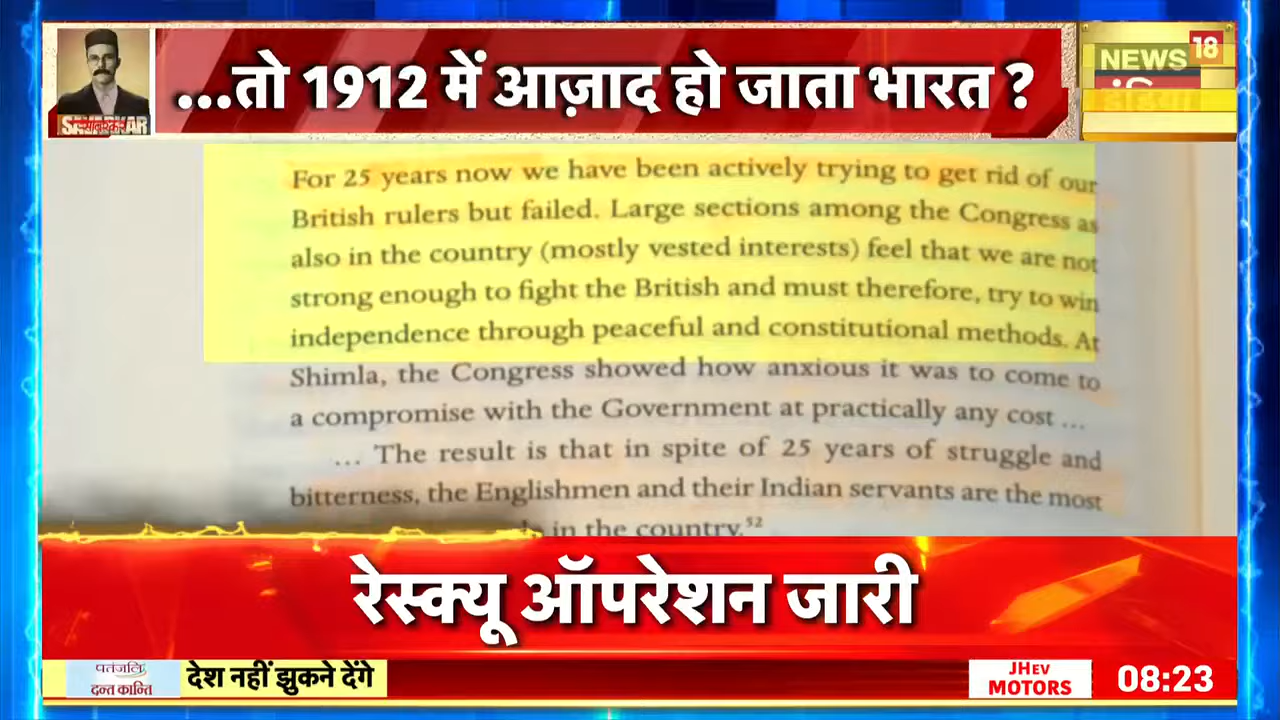 ...तो 1912 में आज़ाद हो जाता भारत ?
NEWS 18
इंडिया
SAVARKAR
For 25 years now we have been actively trying to get rid of our
British rulers but failed. Large sections among the Congress as
also in the country (mostly vested interests) feel that we are not
strong enough to fight the British and must therefore, try to win
independence through peaceful and constitutional methods. At
Shimla, the Congress showed how anxious it was to come to
a compromise with the Government at practically any cost ...
... The result is that in spite of 25 years of struggle and
bitterness, the Englishmen and their Indian servants are the most
in the country.52
रेस्क्यू ऑपरेशन जारी
पतंजलि
दन्त कान्ति
देश नहीं झुकने देंगे
JHEV
MOTORS
08:23